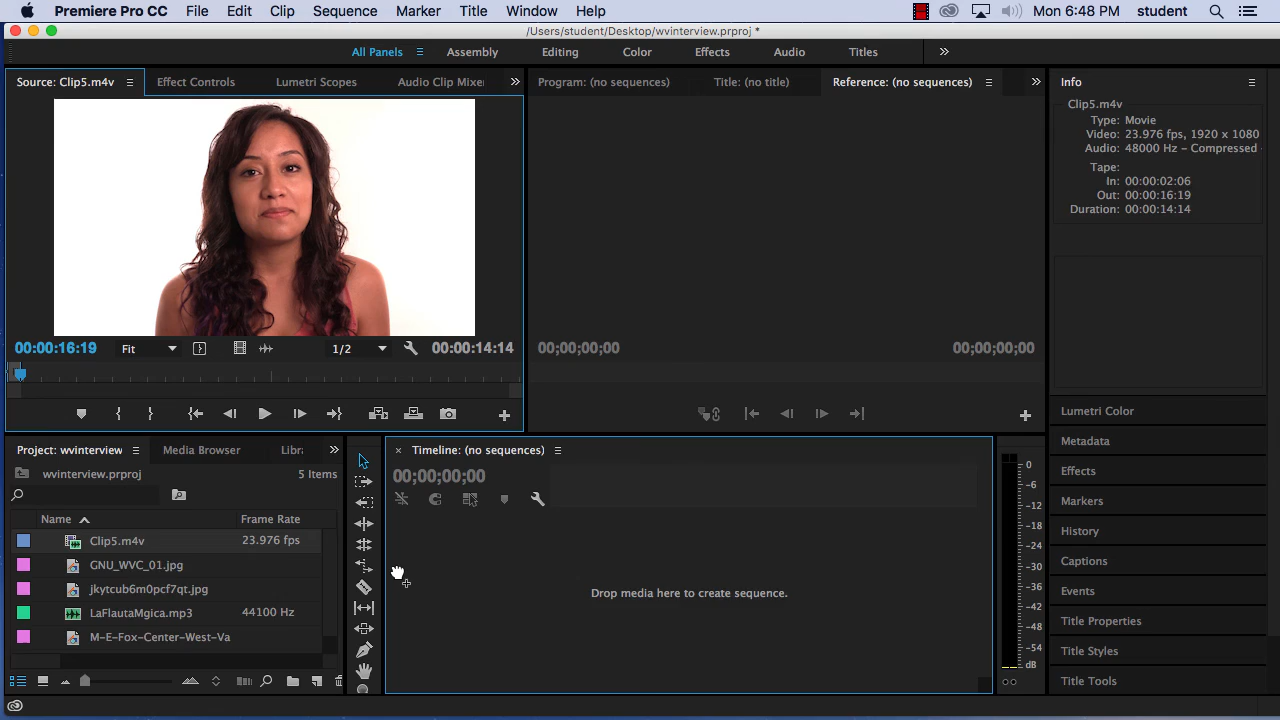 Premiere Pro CC File Edit Clip Sequence Marker Title Window Help Mon 6:48 PM student
/Users/student/Desktop/wvinterview.prproj *
All Panels Assembly Editing Color Effects Audio Titles
Source: Clip5.m4v Effect Controls Lumetri Scopes Audio Clip Mixe
Program: (no sequences) Title: (no title) Reference: (no sequences)
Info
Clip5.m4v
Type: Movie
Video: 23.976 fps, 1920 x 1080
Audio: 48000 Hz – Compressed
Tape:
In: 00:00:02:06
Out: 00:00:16:19
Duration: 00:00:14:14
00:00:16:19 Fit 1/2 00:00:14:14
00;00;00;00 00;00;00;00
Project: wvinterview Media Browser Libra
wvinterview.prproj 5 Items
Name Frame Rate
Clip5.m4v 23.976 fps
GNU_WVC_01.jpg
jkytcub6m0pcf7qt.jpg
LaFlautaMgica.mp3 44100 Hz
M-E-Fox-Center-West-Va
Timeline: (no sequences)
00;00;00;00
Drop media here to create sequence.
0
-6
-12
-18
-24
-30
-36
-42
-48
-54
dB
Lumetri Color
Metadata
Effects
Markers
History
Captions
Events
Title Properties
Title Styles
Title Tools